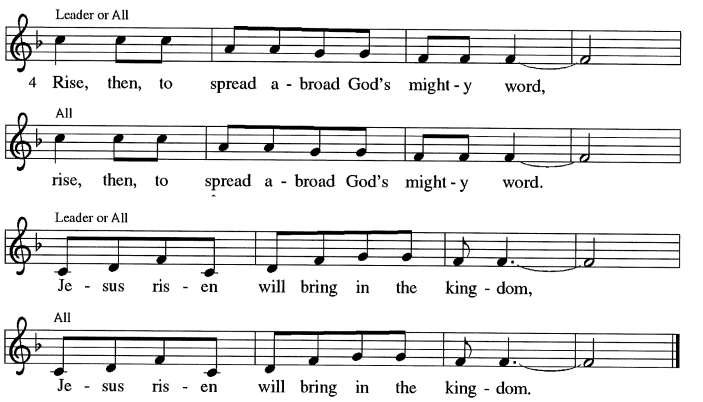 Leader or All
4 Rise, then, to spread a - broad God's might - y word,
All
rise, then, to spread a - broad God's might - y word.
Leader or All
Je - sus ris - en will bring in the king - dom,
All
Je - sus ris - en will bring in the king - dom.